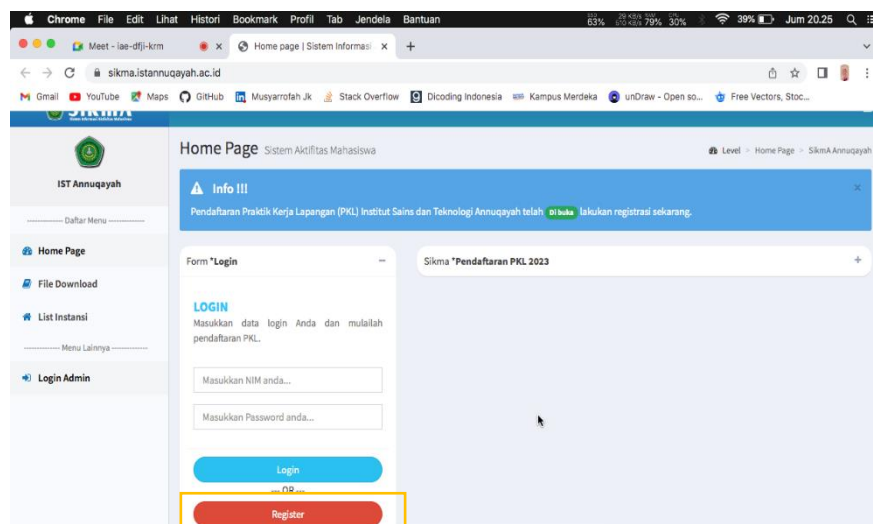 Chrome File Edit Lihat Histori Bookmark Profil Tab Jendela Bantuan
63% 79% 30% 39% Jum 20.25
Meet - iae-dfji-krm
Home page | Sistem Informasi
sikma.istannuqayah.ac.id
Gmail YouTube Maps GitHub Musyarrofah Jk Stack Overflow Dicoding Indonesia Kampus Merdeka unDraw - Open so... Free Vectors, Stoc...
IST Annuqayah
Daftar Menu
Home Page
File Download
List Instansi
Menu Lainnya
Login Admin
Home Page Sistem Aktifitas Mahasiswa
Level > Home Page > SikmA Annuqayah
Info !!!
Pendaftaran Praktik Kerja Lapangan (PKL) Institut Sains dan Teknologi Annuqayah telah Di buka lakukan registrasi sekarang.
Form *Login
LOGIN
Masukkan data login Anda dan mulailah
pendaftaran PKL.
Masukkan NIM anda...
Masukkan Password anda...
Login
--- OR ---
Register
Sikma *Pendaftaran PKL 2023